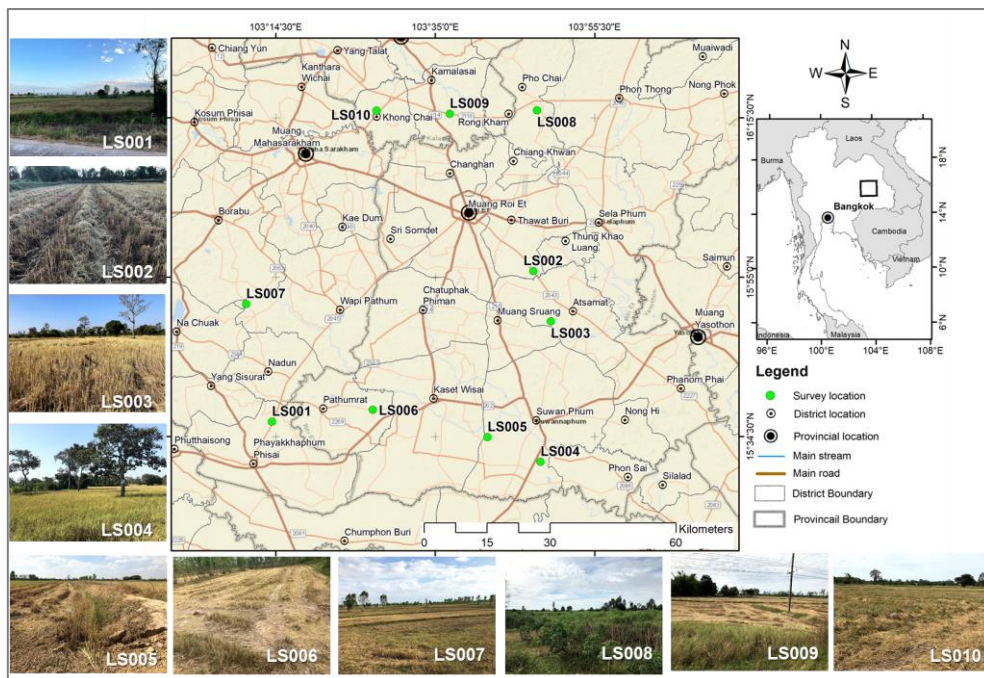 103°14'30"E
103°35'0"E
103°55'30"E
LS001
LS002
LS003
LS004
LS005
LS006
LS007
LS008
LS009
LS010
Chiang Yun
Yang Talat
Muaiwadi
Kanthara
Wichai
Kamalasai
Pho Chai
Nong Phok
Phon Thong
LS010
LS009
LS008
Kosum Phisai
Khong Chai
Rong Kham
16°15'30"N
Muang
Mahasarakham
Changhan
Chiang Khwan
Muang Roi Et
Borabu
Kae Dum
Thawat Buri
Sela Phum
Selaphum
Sri Somdet
Thung Khao
Luang
LS002
Saimun
15°55'0"N
LS007
Wapi Pathum
Chatuphak
Phiman
Atsamat
Muang Sruang
LS003
Na Chuak
Muang
Yasothon
Nadun
Yang Sisurat
Phanom Phai
Pathumrat
Kaset Wisai
LS001
LS006
Suwan Phum
Nong Hi
LS005
Phutthaisong
Phayakkhaphum
Phisai
15°34'30"N
LS004
Phon Sai
Silalad
Chumphon Buri
Kilometers
0 15 30 60
N
W E
S
Laos
Burma
Bangkok
Cambodia
Vietnam
Malaysia
18°N
14°N
10°N
6°N
96°E 100°E 104°E 108°E
Legend
Survey location
District location
Provincial location
Main stream
Main road
District Boundary
Provincail Boundary